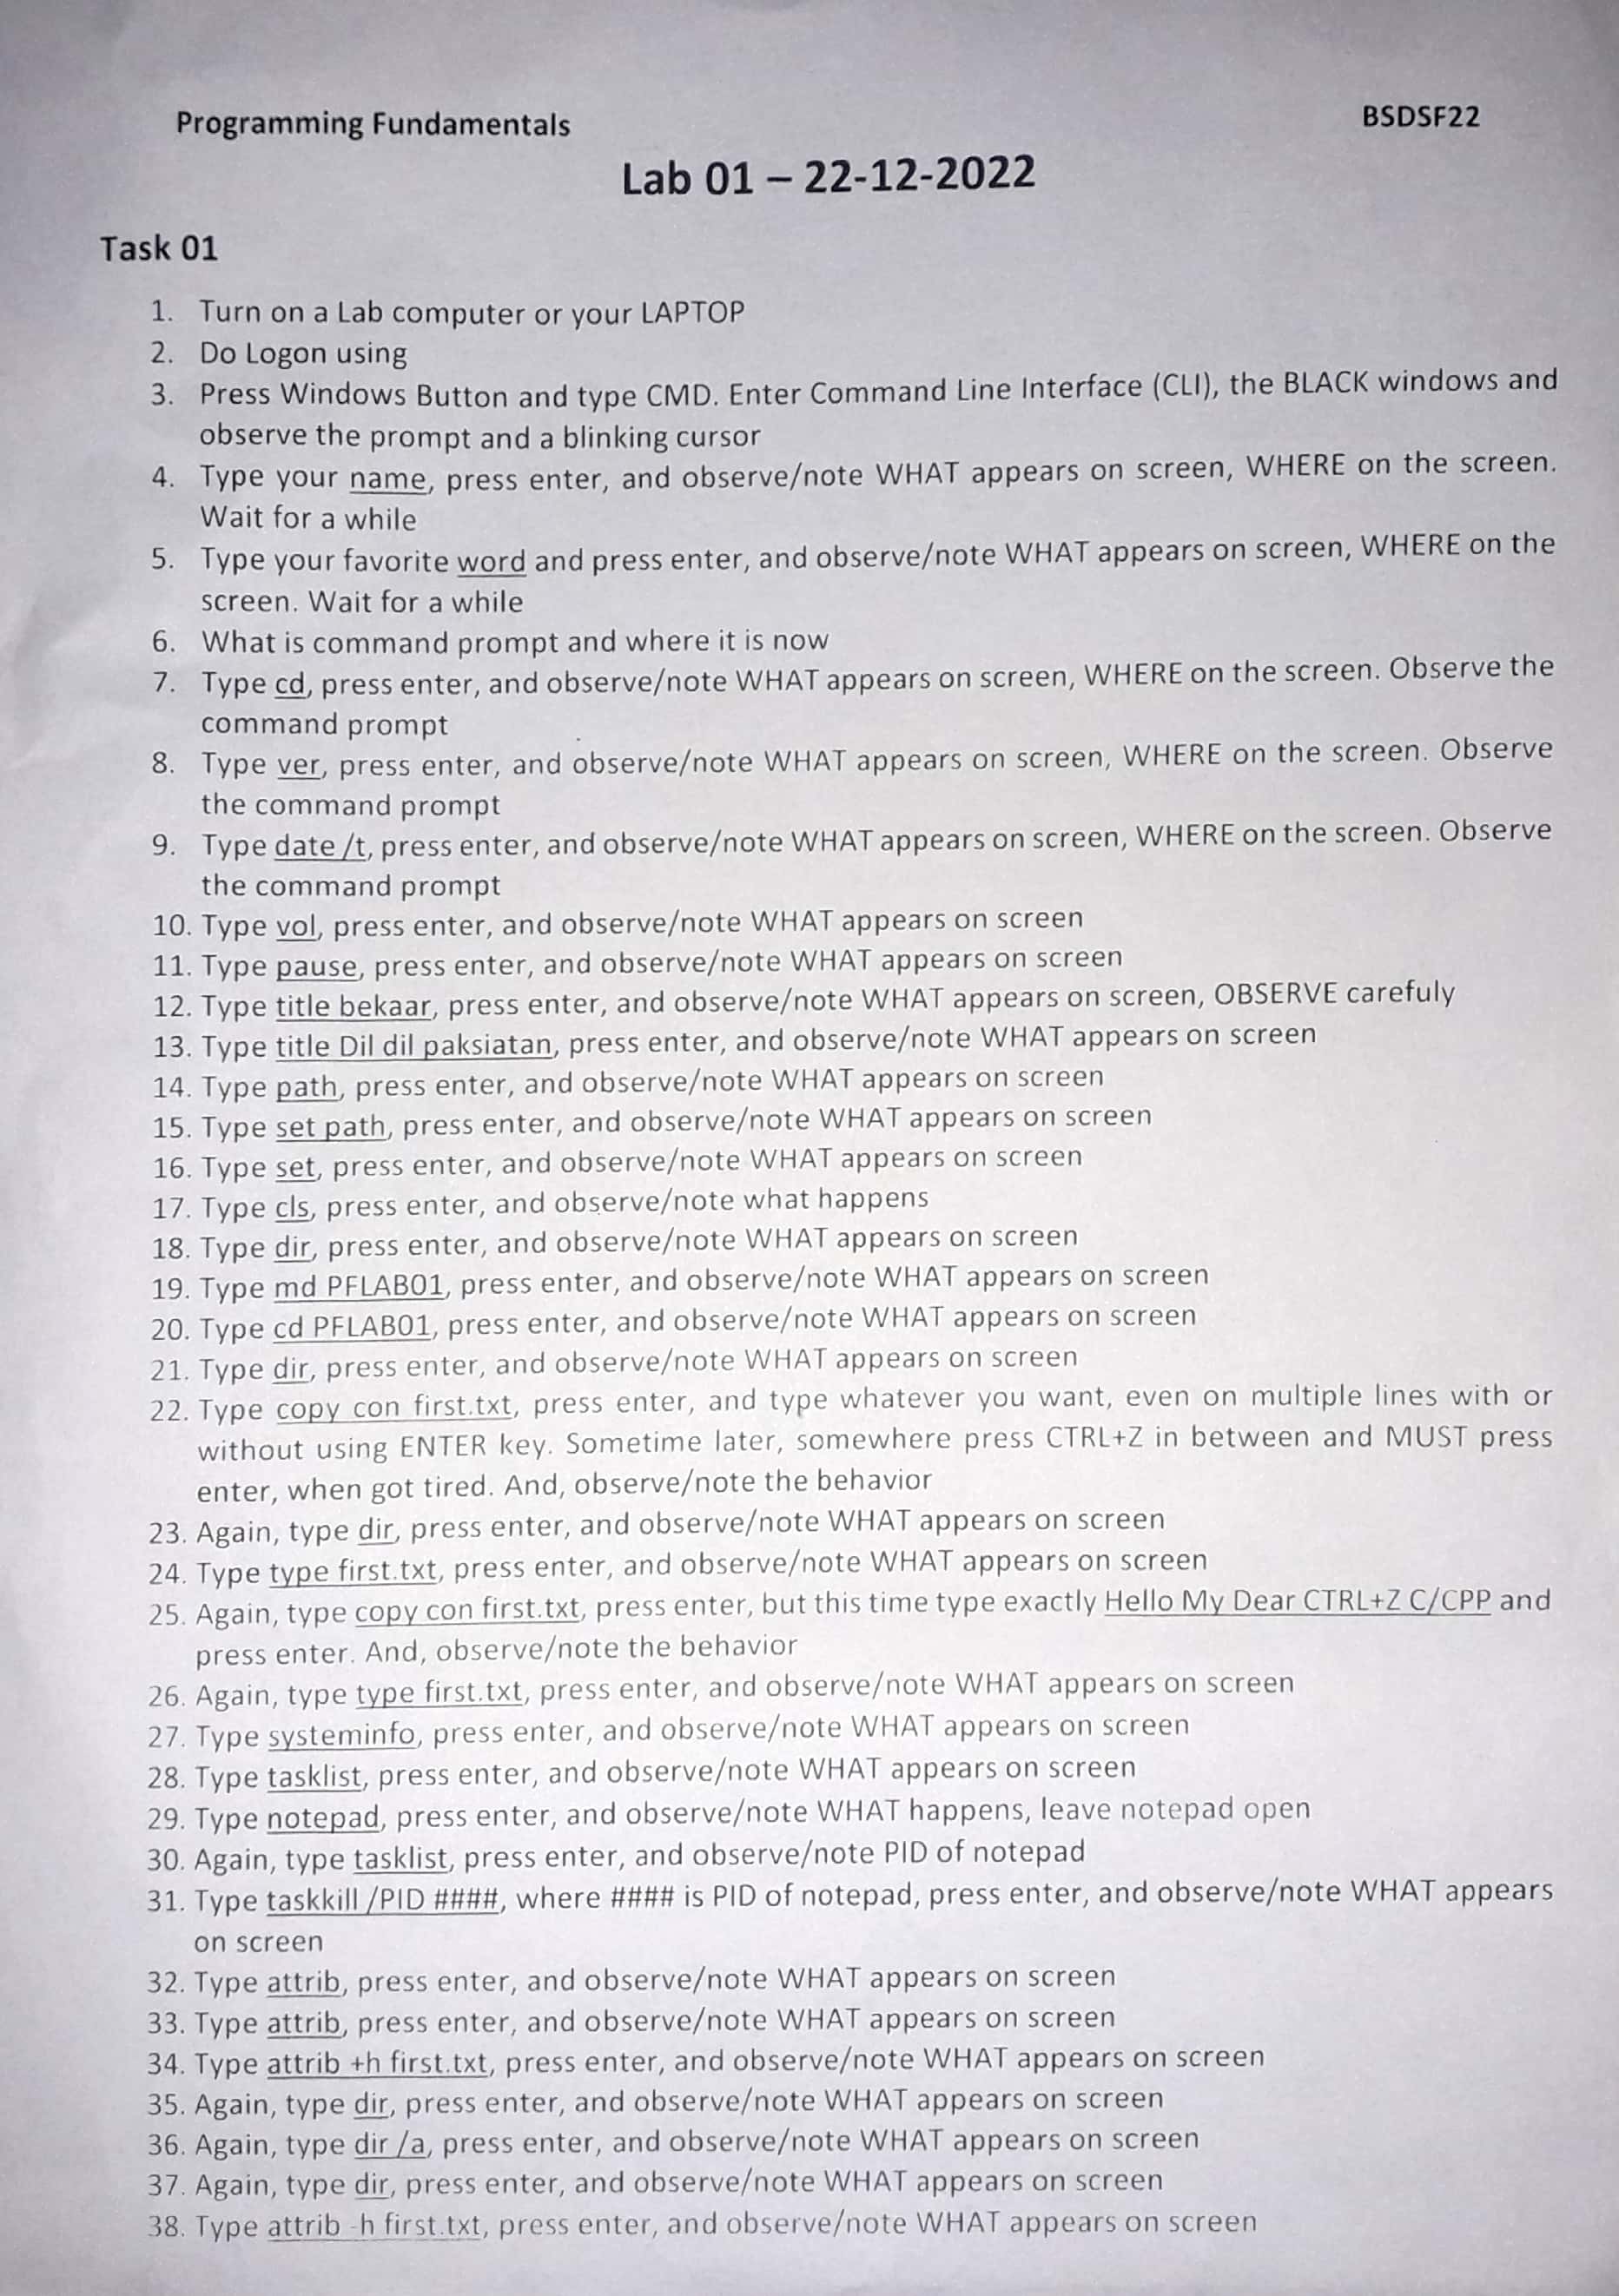 Programming Fundamentals
BSDSF22
Lab 01 – 22-12-2022
Task 01
1. Turn on a Lab computer or your LAPTOP
2. Do Logon using
3. Press Windows Button and type CMD. Enter Command Line Interface (CLI), the BLACK windows and
observe the prompt and a blinking cursor
4. Type your name, press enter, and observe/note WHAT appears on screen, WHERE on the screen.
Wait for a while
5. Type your favorite word and press enter, and observe/note WHAT appears on screen, WHERE on the
screen. Wait for a while
6. What is command prompt and where it is now
7. Type cd, press enter, and observe/note WHAT appears on screen, WHERE on the screen. Observe the
command prompt
8. Type ver, press enter, and observe/note WHAT appears on screen, WHERE on the screen. Observe
the command prompt
9. Type date /t, press enter, and observe/note WHAT appears on screen, WHERE on the screen. Observe
the command prompt
10. Type vol, press enter, and observe/note WHAT appears on screen
11. Type pause, press enter, and observe/note WHAT appears on screen
12. Type title bekaar, press enter, and observe/note WHAT appears on screen, OBSERVE carefuly
13. Type title Dil dil paksiatan, press enter, and observe/note WHAT appears on screen
14. Type path, press enter, and observe/note WHAT appears on screen
15. Type set path, press enter, and observe/note WHAT appears on screen
16. Type set, press enter, and observe/note WHAT appears on screen
17. Type cls, press enter, and observe/note what happens
18. Type dir, press enter, and observe/note WHAT appears on screen
19. Type md PFLAB01, press enter, and observe/note WHAT appears on screen
20. Type cd PFLAB01, press enter, and observe/note WHAT appears on screen
21. Type dir, press enter, and observe/note WHAT appears on screen
22. Type copy con first.txt, press enter, and type whatever you want, even on multiple lines with or
without using ENTER key. Sometime later, somewhere press CTRL+Z in between and MUST press
enter, when got tired. And, observe/note the behavior
23. Again, type dir, press enter, and observe/note WHAT appears on screen
24. Type type first.txt, press enter, and observe/note WHAT appears on screen
25. Again, type copy con first.txt, press enter, but this time type exactly Hello My Dear CTRL+Z C/CPP and
press enter. And, observe/note the behavior
26. Again, type type first.txt, press enter, and observe/note WHAT appears on screen
27. Type systeminfo, press enter, and observe/note WHAT appears on screen
28. Type tasklist, press enter, and observe/note WHAT appears on screen
29. Type notepad, press enter, and observe/note WHAT happens, leave notepad open
30. Again, type tasklist, press enter, and observe/note PID of notepad
31. Type taskkill /PID ####, where #### is PID of notepad, press enter, and observe/note WHAT appears
on screen
32. Type attrib, press enter, and observe/note WHAT appears on screen
33. Type attrib, press enter, and observe/note WHAT appears on screen
34. Type attrib +h first.txt, press enter, and observe/note WHAT appears on screen
35. Again, type dir, press enter, and observe/note WHAT appears on screen
36. Again, type dir /a, press enter, and observe/note WHAT appears on screen
37. Again, type dir, press enter, and observe/note WHAT appears on screen
38. Type attrib -h first.txt, press enter, and observe/note WHAT appears on screen